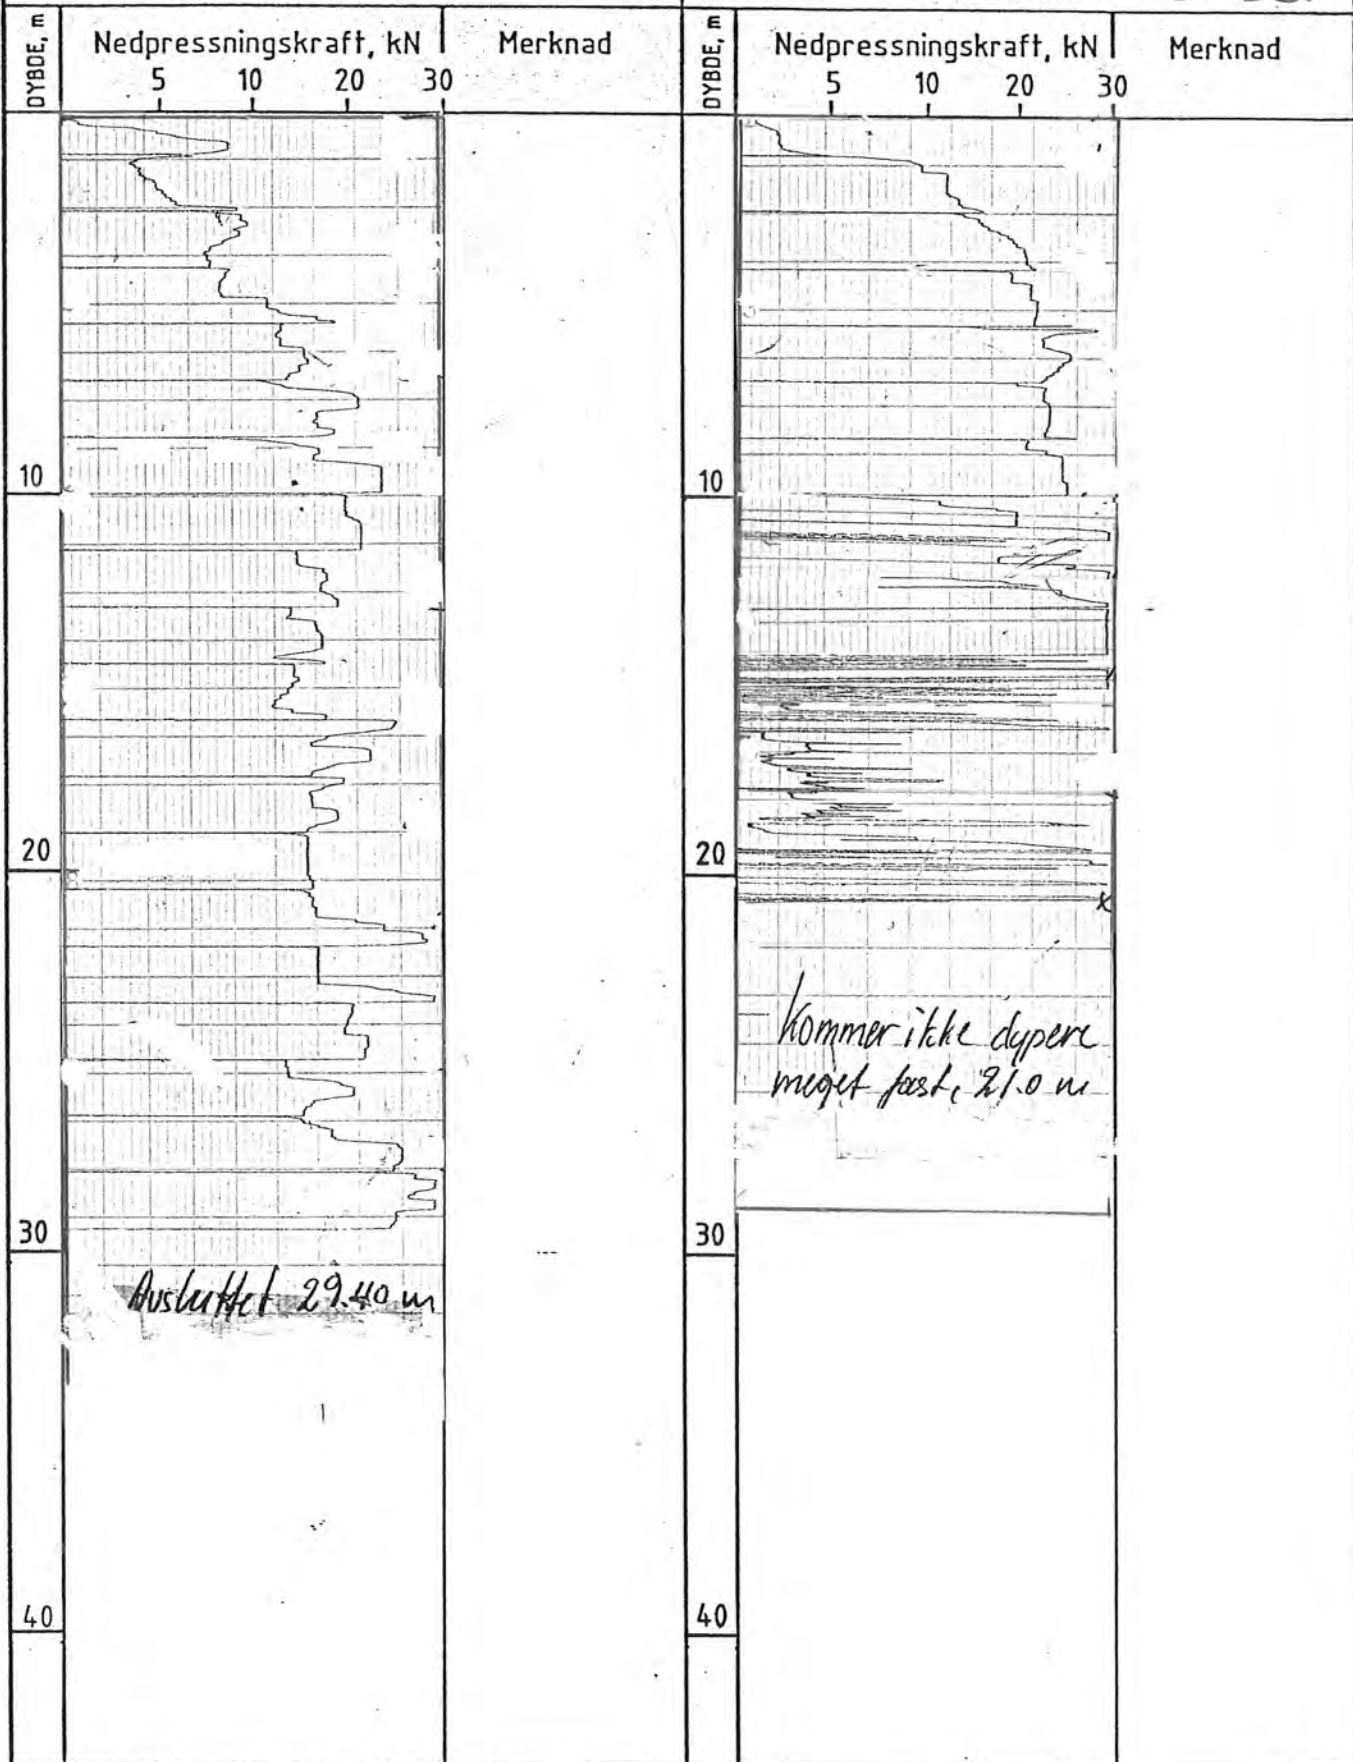 DYBDE, m
Nedpressningskraft, kN
Merknad
5 10 20 30
10
20
30
40
Avsluttet 29.40 m
DYBDE, m
Nedpressningskraft, kN
Merknad
5 10 20 30
10
20
30
40
Kommer ikke dypere
meget fast, 21.0 m